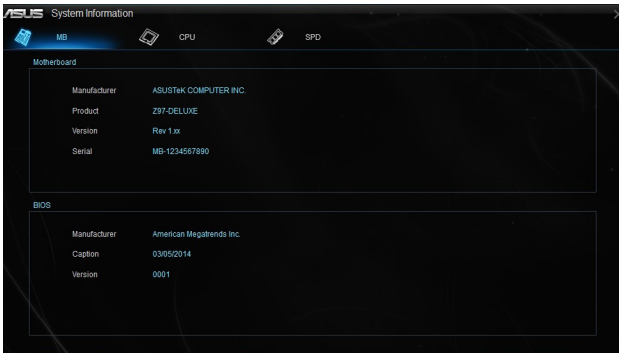 ASUS System Information
MB CPU SPD
Motherboard
Manufacturer ASUSTeK COMPUTER INC.
Product Z97-DELUXE
Version Rev 1.xx
Serial MB-1234567890
BIOS
Manufacturer American Megatrends Inc.
Caption 03/05/2014
Version 0001